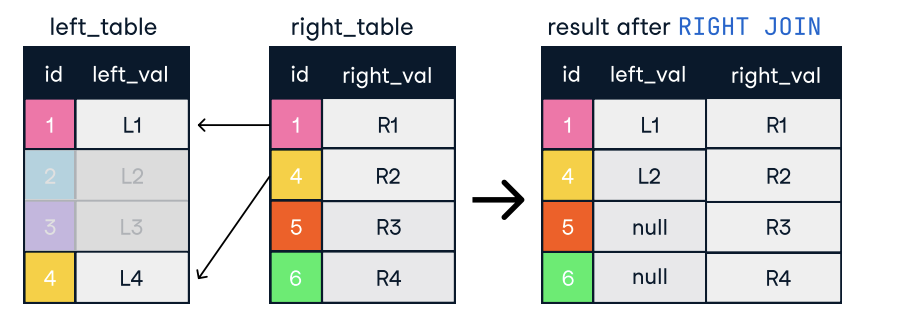 left_table right_table result after RIGHT JOIN
id left_val id right_val id left_val right_val
1 L1 1 R1 1 L1 R1
2 L2 4 R2 4 L2 R2
3 L3 5 R3 5 null R3
4 L4 6 R4 6 null R4